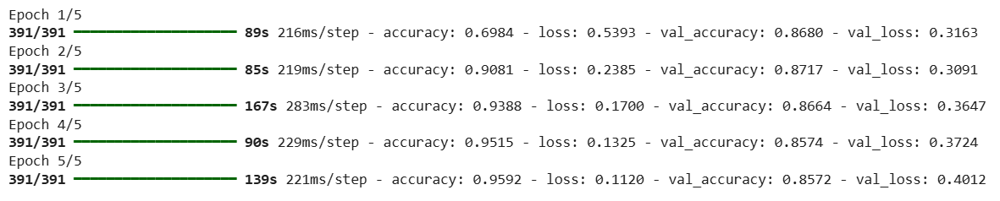 Epoch 1/5
391/391 ━━━━━━━━━━━━━━━━━━━━ 89s 216ms/step - accuracy: 0.6984 - loss: 0.5393 - val_accuracy: 0.8680 - val_loss: 0.3163
Epoch 2/5
391/391 ━━━━━━━━━━━━━━━━━━━━ 85s 219ms/step - accuracy: 0.9081 - loss: 0.2385 - val_accuracy: 0.8717 - val_loss: 0.3091
Epoch 3/5
391/391 ━━━━━━━━━━━━━━━━━━━━ 167s 283ms/step - accuracy: 0.9388 - loss: 0.1700 - val_accuracy: 0.8664 - val_loss: 0.3647
Epoch 4/5
391/391 ━━━━━━━━━━━━━━━━━━━━ 90s 229ms/step - accuracy: 0.9515 - loss: 0.1325 - val_accuracy: 0.8574 - val_loss: 0.3724
Epoch 5/5
391/391 ━━━━━━━━━━━━━━━━━━━━ 139s 221ms/step - accuracy: 0.9592 - loss: 0.1120 - val_accuracy: 0.8572 - val_loss: 0.4012